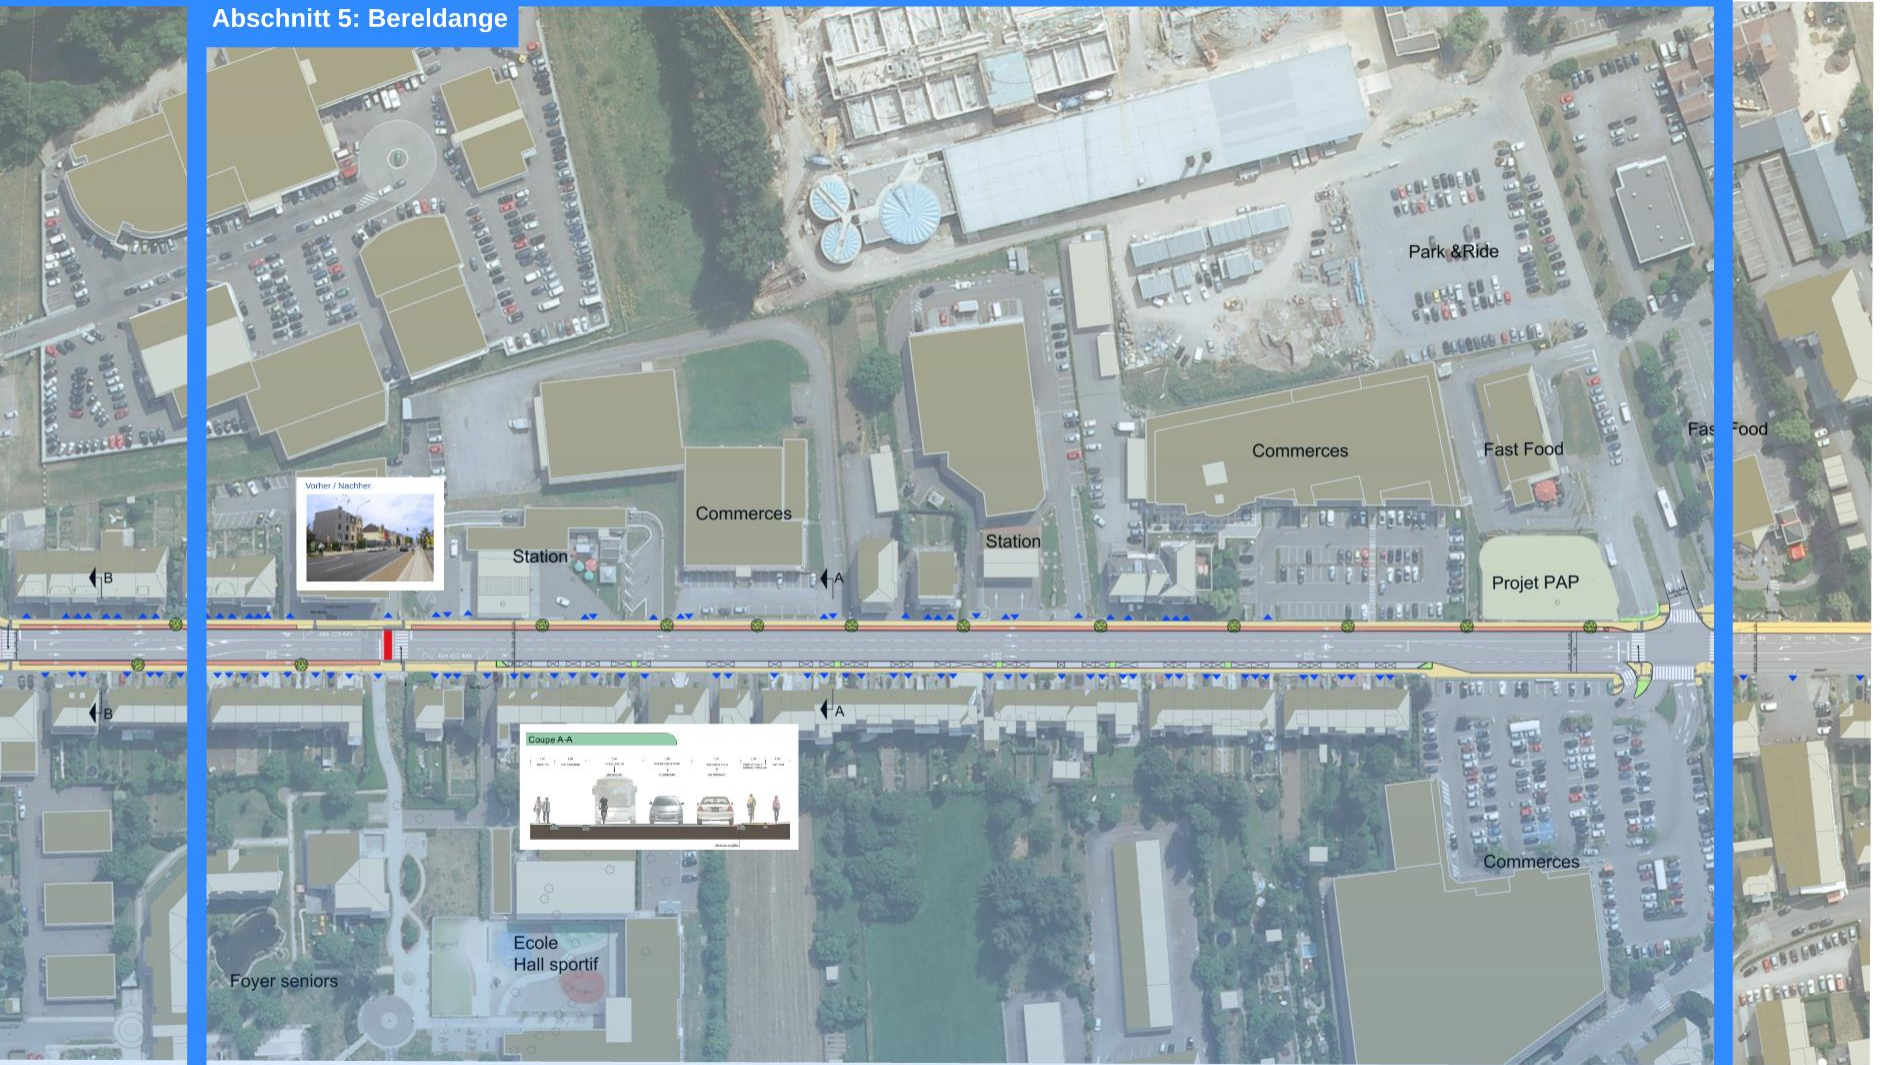 Abschnitt 5: Bereldange
Park &Ride
Fast Food
Commerces
Fast Food
Vorher / Nachher:
Commerces
Station
Station
Projet PAP
B
A
B
A
Coupe A-A
Commerces
Ecole
Hall sportif
Foyer seniors